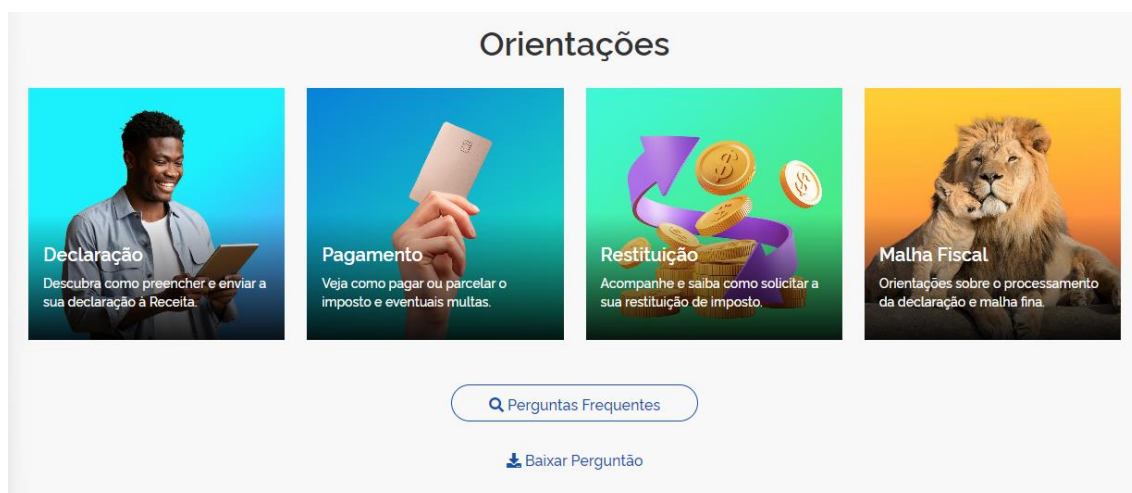 Orientações
Declaração
Descubra como preencher e enviar a
sua declaração à Receita.
Pagamento
Veja como pagar ou parcelar o
imposto e eventuais multas.
Restituição
Acompanhe e saiba como solicitar a
sua restituição de imposto.
Malha Fiscal
Orientações sobre o processamento
da declaração e malha fina.
Perguntas Frequentes
Baixar Perguntão